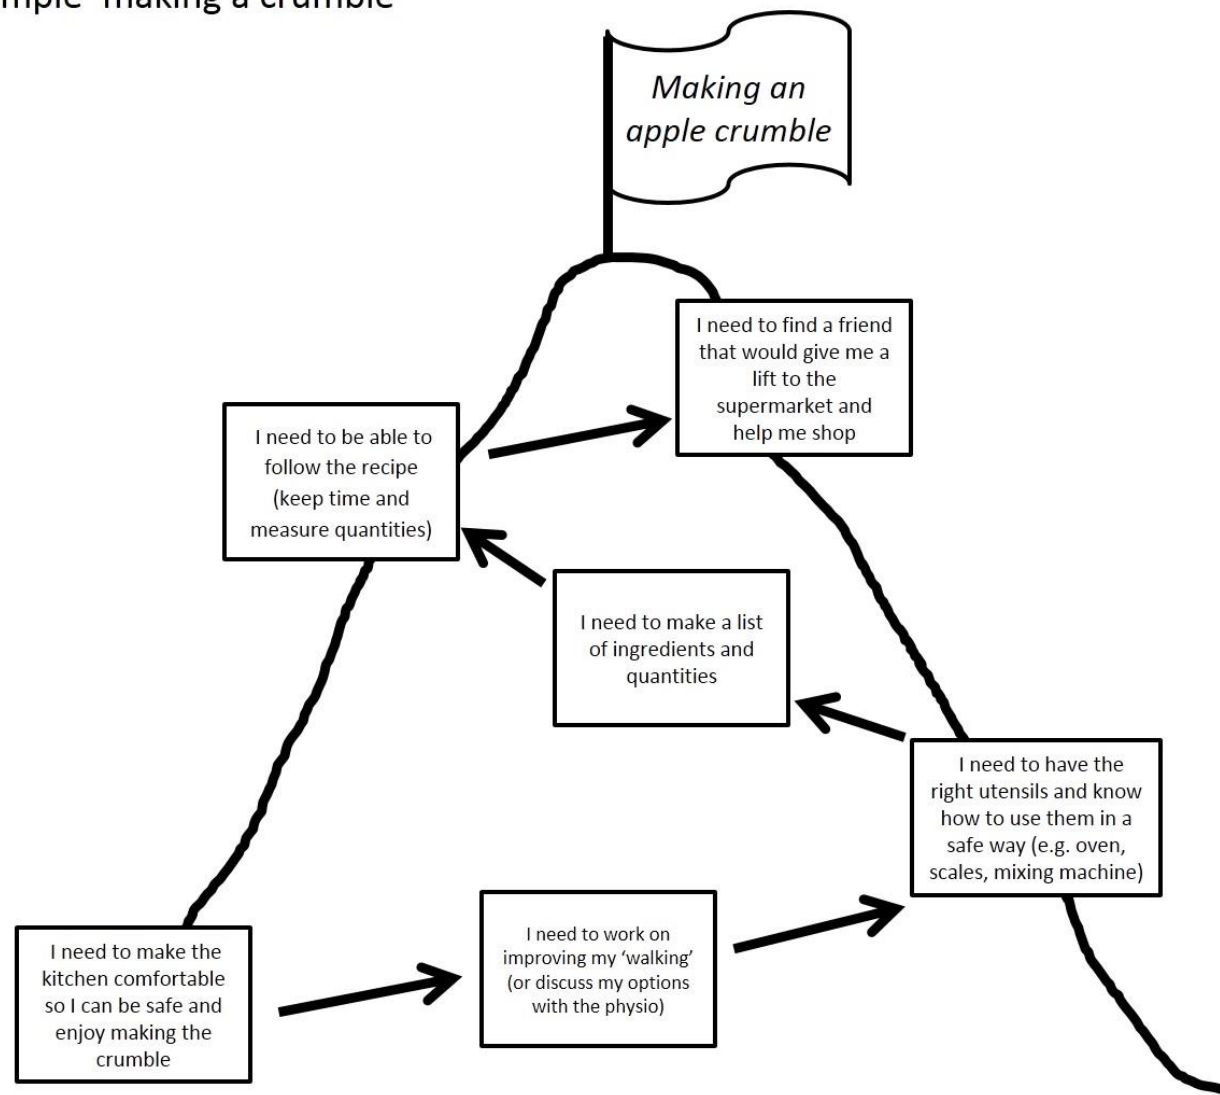 making a crumble
Making an
apple crumble
I need to find a friend
that would give me a
lift to the
supermarket and
help me shop
I need to be able to
follow the recipe
(keep time and
measure quantities)
I need to make a list
of ingredients and
quantities
I need to have the
right utensils and know
how to use them in a
safe way (e.g. oven,
scales, mixing machine)
I need to work on
improving my ‘walking’
(or discuss my options
with the physio)
I need to make the
kitchen comfortable
so I can be safe and
enjoy making the
crumble